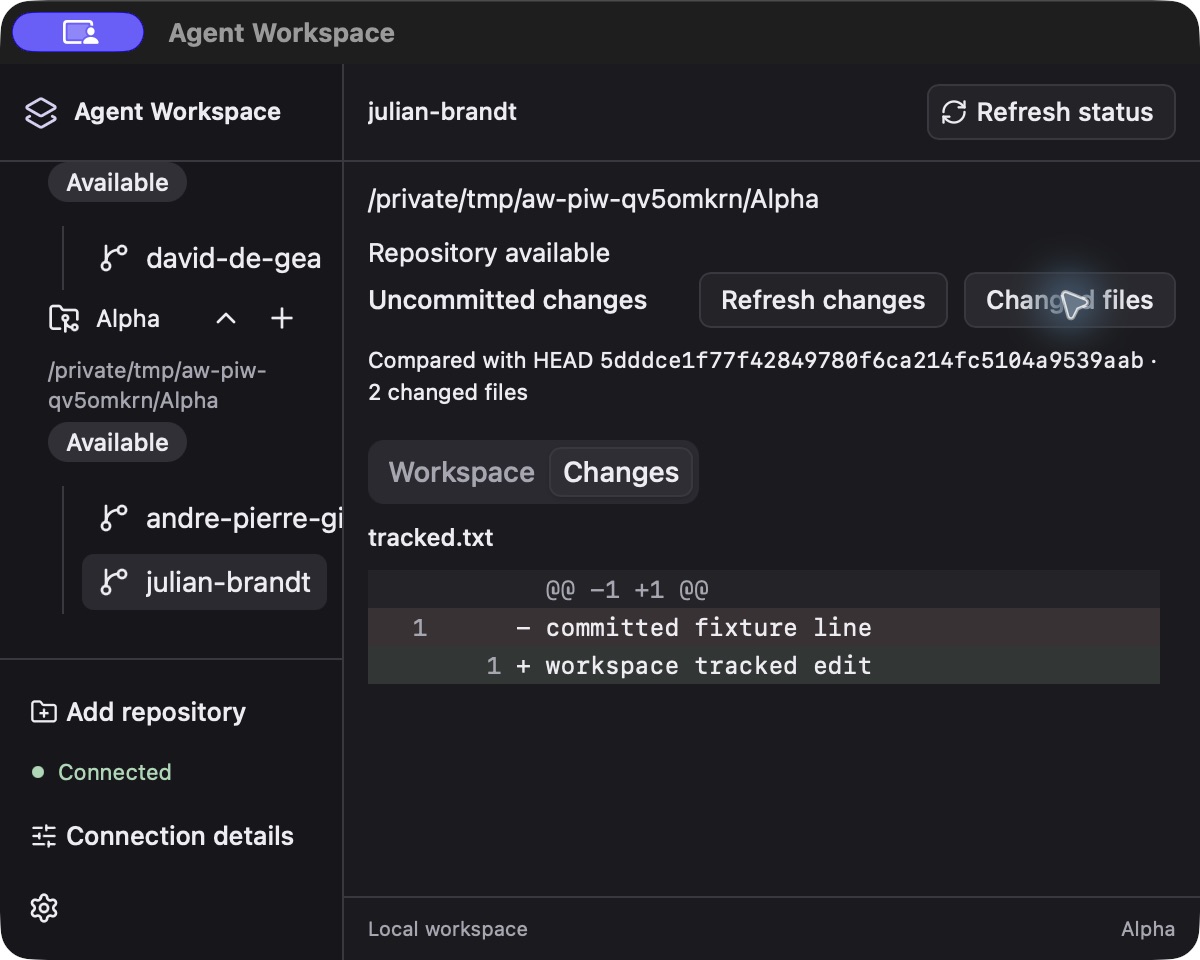 Agent Workspace
Agent Workspace
Available
david-de-gea
Alpha
/private/tmp/aw-piw-
qv5omkrn/Alpha
Available
andre-pierre-gi
julian-brandt
Add repository
Connected
Connection details
julian-brandt
Refresh status
/private/tmp/aw-piw-qv5omkrn/Alpha
Repository available
Uncommitted changes
Refresh changes
Changed files
Compared with HEAD 5dddce1f77f42849780f6ca214fc5104a9539aab ·
2 changed files
Workspace
Changes
tracked.txt
@@ -1 +1 @@
1 - committed fixture line
1 + workspace tracked edit
Local workspace
Alpha